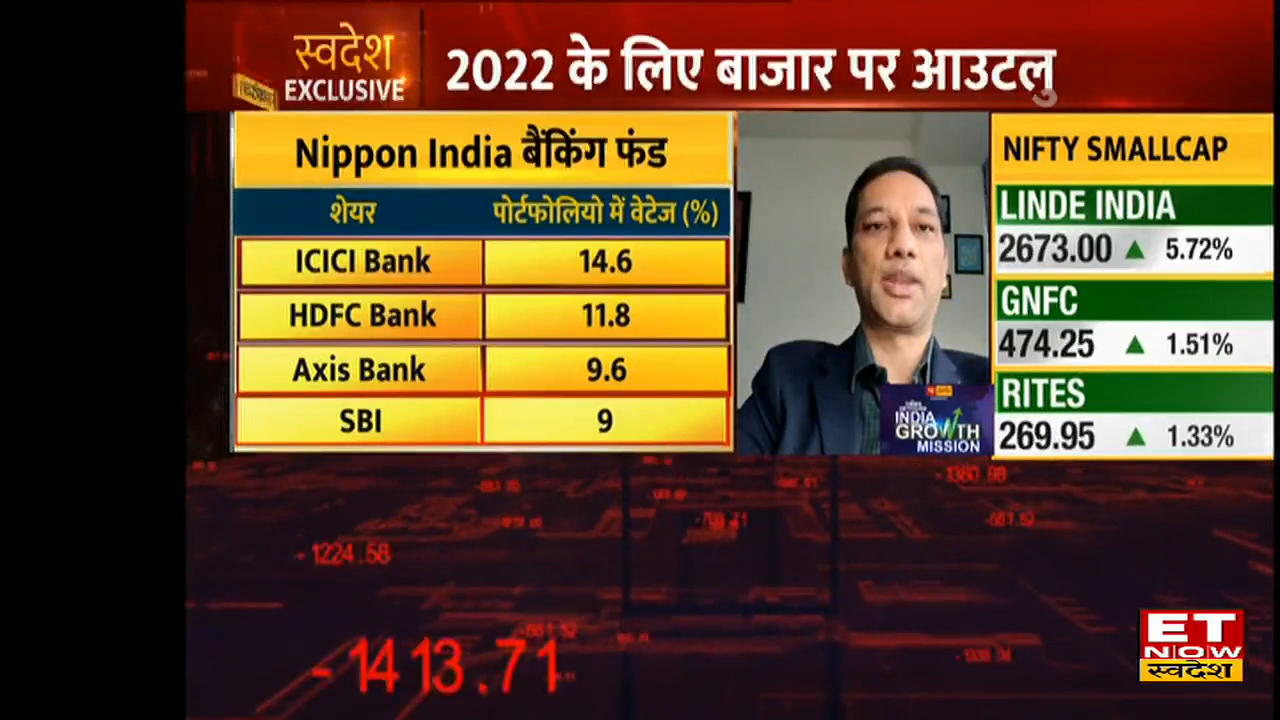 स्वदेश
EXCLUSIVE
2022 के लिए बाजार पर आउटलु
Nippon India बैंकिंग फंड
शेयर पोर्टफोलियो में वेटेज (%)
ICICI Bank 14.6
HDFC Bank 11.8
Axis Bank 9.6
SBI 9
INDIA
GROWTH
MISSION
NIFTY SMALLCAP
LINDE INDIA
2673.00 ▲ 5.72%
GNFC
474.25 ▲ 1.51%
RITES
269.95 ▲ 1.33%
-1224.58
-1413.71
ET
NOW
स्वदेश